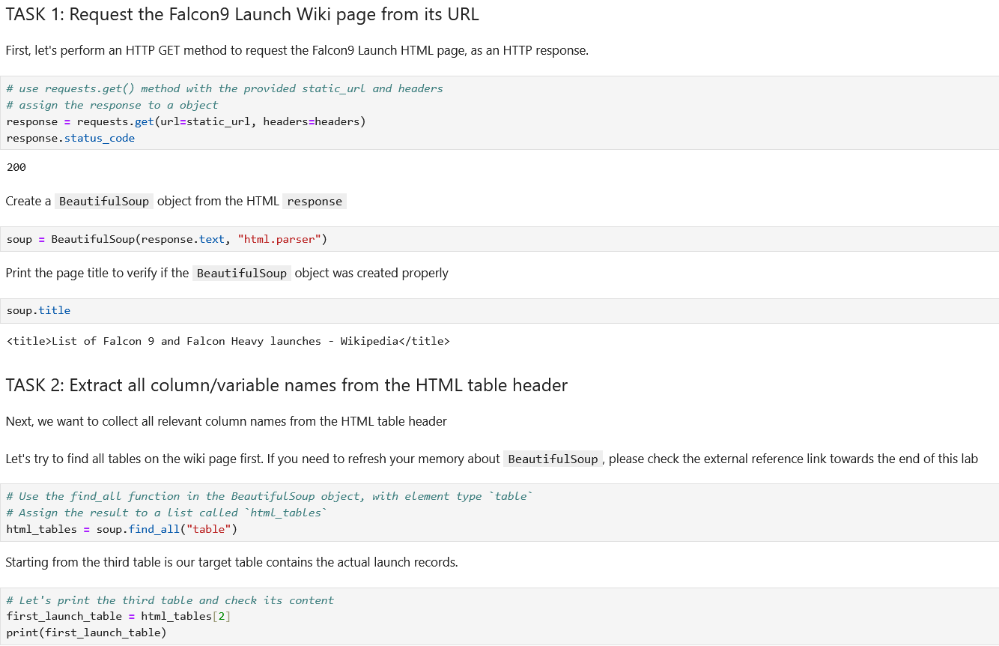 TASK 1: Request the Falcon9 Launch Wiki page from its URL
First, let's perform an HTTP GET method to request the Falcon9 Launch HTML page, as an HTTP response.
# use requests.get() method with the provided static_url and headers
# assign the response to a object
response = requests.get(url=static_url, headers=headers)
response.status_code
200
Create a BeautifulSoup object from the HTML response
soup = BeautifulSoup(response.text, "html.parser")
Print the page title to verify if the BeautifulSoup object was created properly
soup.title
<title>List of Falcon 9 and Falcon Heavy launches - Wikipedia</title>
TASK 2: Extract all column/variable names from the HTML table header
Next, we want to collect all relevant column names from the HTML table header
Let's try to find all tables on the wiki page first. If you need to refresh your memory about BeautifulSoup, please check the external reference link towards the end of this lab
# Use the find_all function in the BeautifulSoup object, with element type `table`
# Assign the result to a list called `html_tables`
html_tables = soup.find_all("table")
Starting from the third table is our target table contains the actual launch records.
# Let's print the third table and check its content
first_launch_table = html_tables[2]
print(first_launch_table)